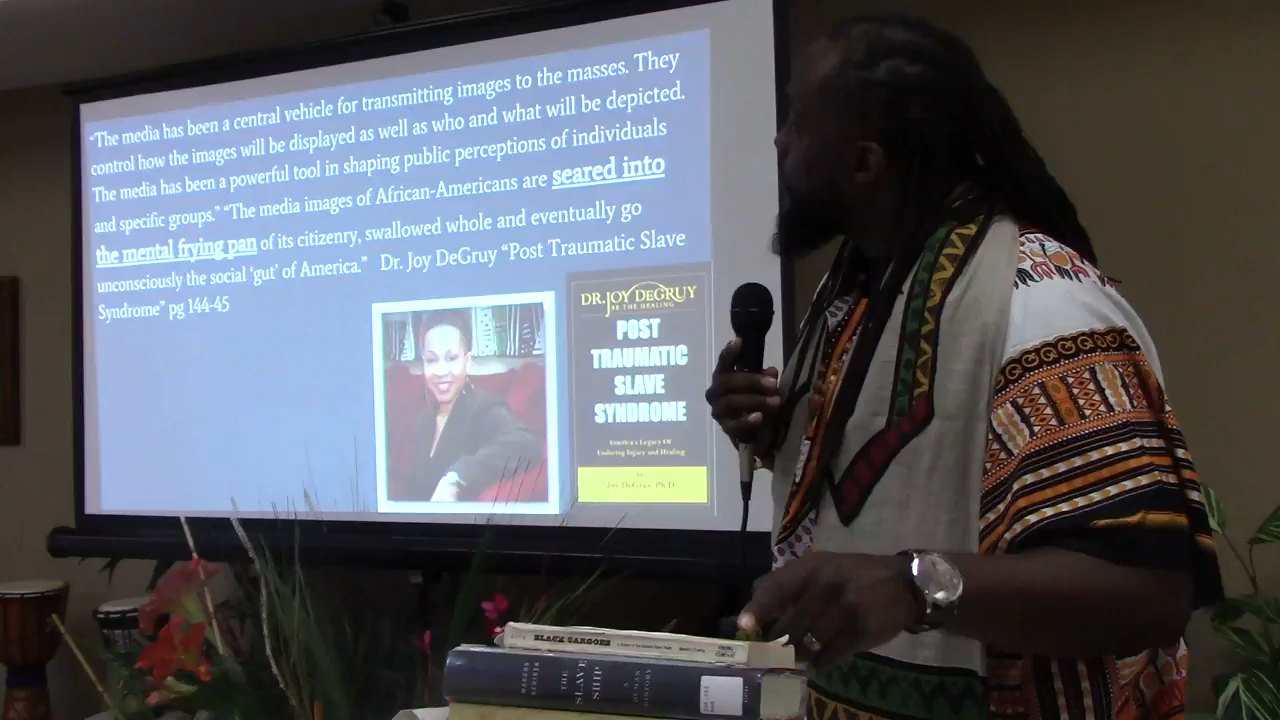 “The media has been a central vehicle for transmitting images to the masses. They
control how the images will be displayed as well as who and what will be depicted.
The media has been a powerful tool in shaping public perceptions of individuals
and specific groups.” “The media images of African-Americans are seared into
the mental frying pan of its citizenry, swallowed whole and eventually go
unconsciously the social ‘gut’ of America.” Dr. Joy DeGruy “Post Traumatic Slave
Syndrome” pg 144-45
DR. JOY DEGRUY
BE THE HEALING
POST
TRAUMATIC
SLAVE
SYNDROME
America's Legacy Of
Enduring Injury and Healing
by
Joy DeGruy, Ph.D
BLACK CARGOES
MARCUS
REDIKER
THE
SLAVE
SHIP
A
HUMAN
HISTORY